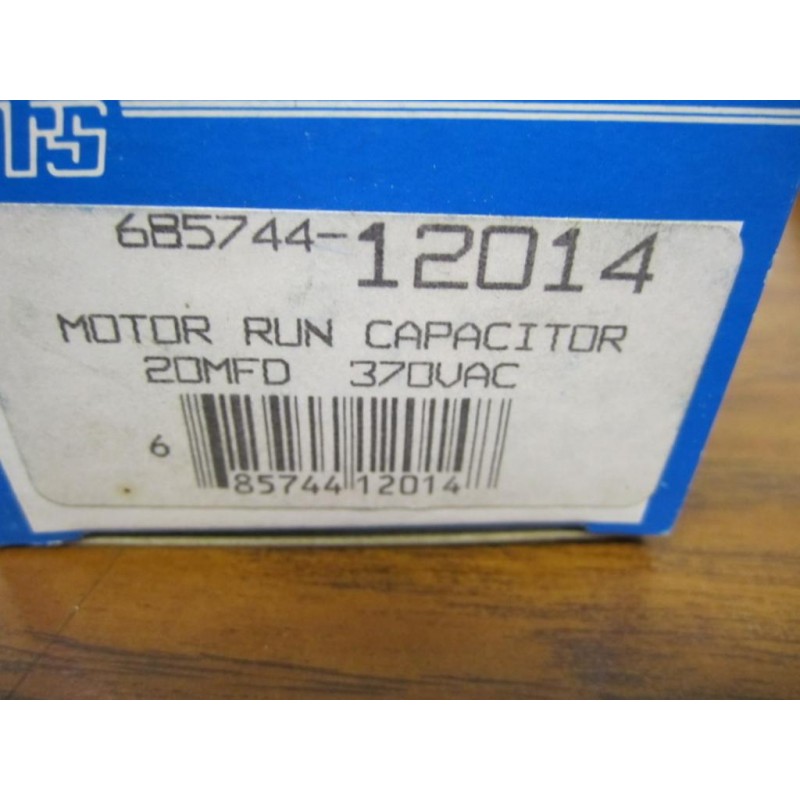 685744-12014
MOTOR RUN CAPACITOR
20MFD 370VAC
6 85744 12014